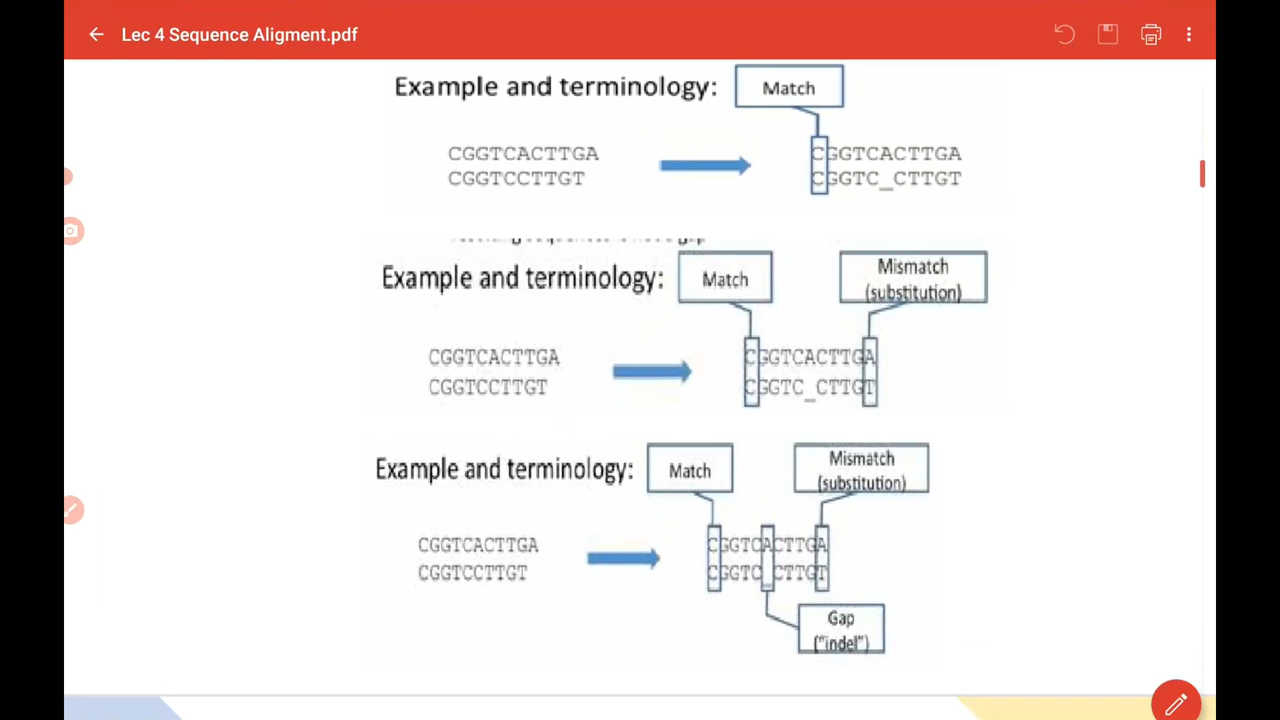 Lec 4 Sequence Aligment.pdf
Example and terminology: Match
CGGTCACTTGA CGGTCACTTGA
CGGTCCTTGT CGGTC_CTTGT
Example and terminology: Match Mismatch
(substitution)
CGGTCACTTGA CGGTCACTTGA
CGGTCCTTGT CGGTC_CTTGT
Example and terminology: Match Mismatch
(substitution)
CGGTCACTTGA CGGTCACTTGA
CGGTCCTTGT CGGTC_CTTGT
Gap
("indel")